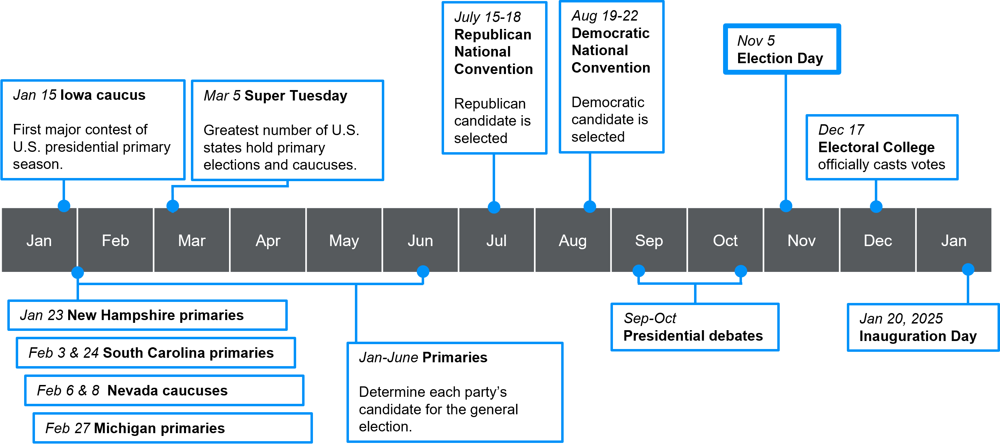 Jan 15 Iowa caucus
First major contest of
U.S. presidential primary
season.
Mar 5 Super Tuesday
Greatest number of U.S.
states hold primary
elections and caucuses.
July 15-18
Republican
National
Convention
Republican
candidate is
selected
Aug 19-22
Democratic
National
Convention
Democratic
candidate is
selected
Nov 5
Election Day
Dec 17
Electoral College
officially casts votes
Jan
Feb
Mar
Apr
May
Jun
Jul
Aug
Sep
Oct
Nov
Dec
Jan
Jan 23 New Hampshire primaries
Feb 3 & 24 South Carolina primaries
Feb 6 & 8 Nevada caucuses
Feb 27 Michigan primaries
Jan-June Primaries
Determine each party’s
candidate for the general
election.
Sep-Oct
Presidential debates
Jan 20, 2025
Inauguration Day